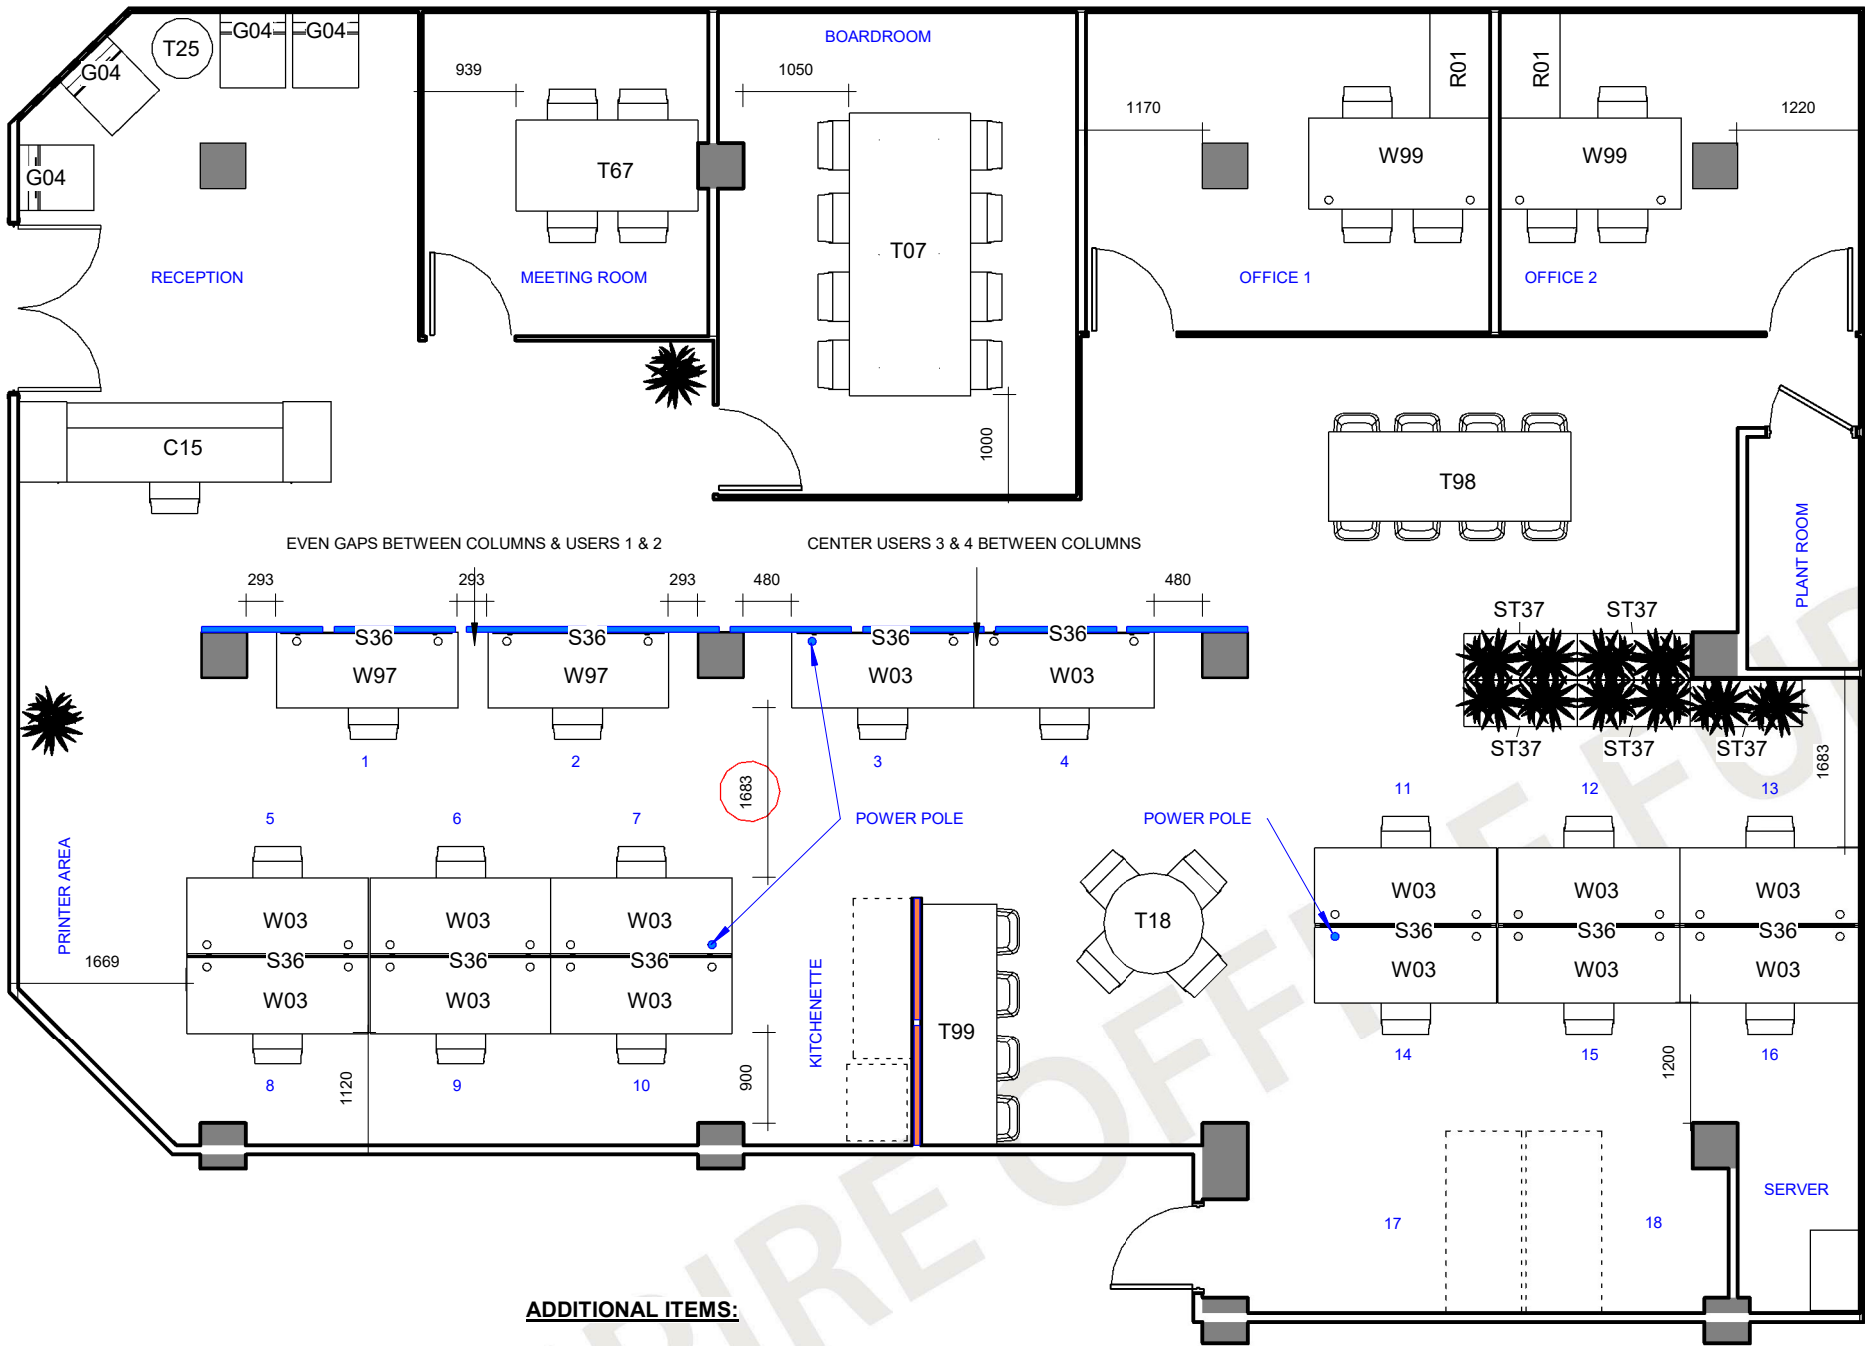 G04
G04
T25
G04
G04
RECEPTION
939
T67
MEETING ROOM
BOARDROOM
1050
T07
1000
1170
R01
W99
OFFICE 1
R01
W99
1220
OFFICE 2
C15
T98
PLANT ROOM
EVEN GAPS BETWEEN COLUMNS & USERS 1 & 2
CENTER USERS 3 & 4 BETWEEN COLUMNS
293
293
293
480
480
S36
S36
S36
S36
W97
W97
W03
W03
1
2
3
4
ST37
ST37
ST37
ST37
ST37
1683
1683
5
6
7
POWER POLE
POWER POLE
11
12
13
PRINTER AREA
W03
W03
W03
S36
S36
S36
W03
W03
W03
1669
8
9
10
1120
900
KITCHENETTE
T99
T18
W03
W03
W03
S36
S36
S36
W03
W03
W03
14
15
16
1200
17
18
SERVER
ADDITIONAL ITEMS:
PIRE OFFICE FUR